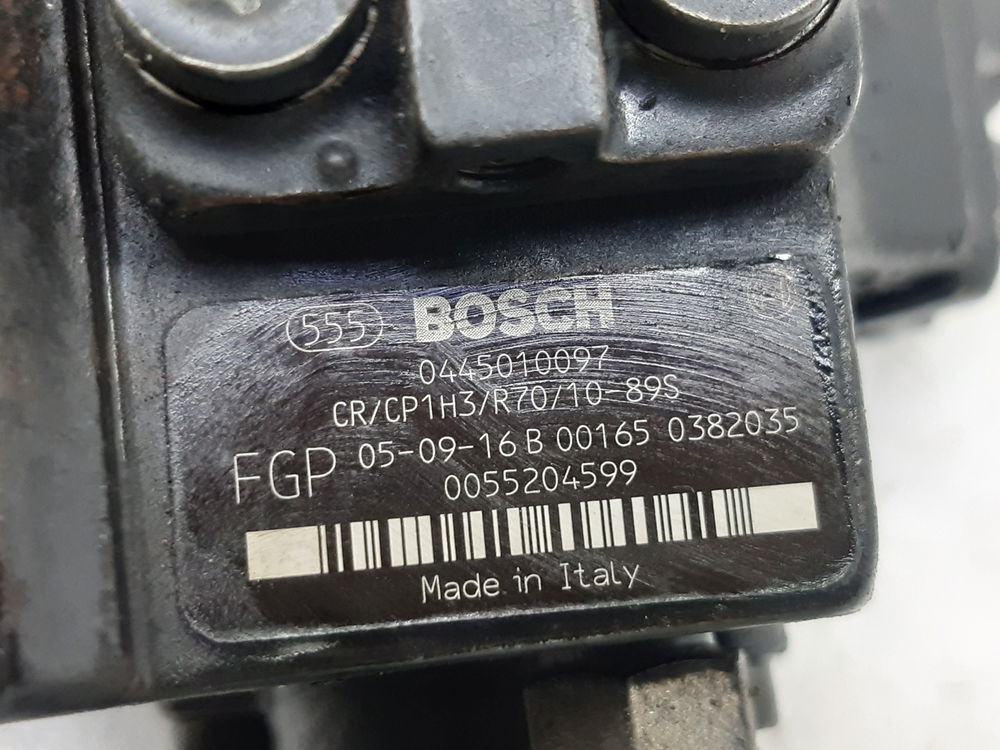 555 BOSCH
0445010097
CR/CP1H3/R70/10-89S
FGP 05-09-16 B 00165 0382035
0055204599
Made in Italy